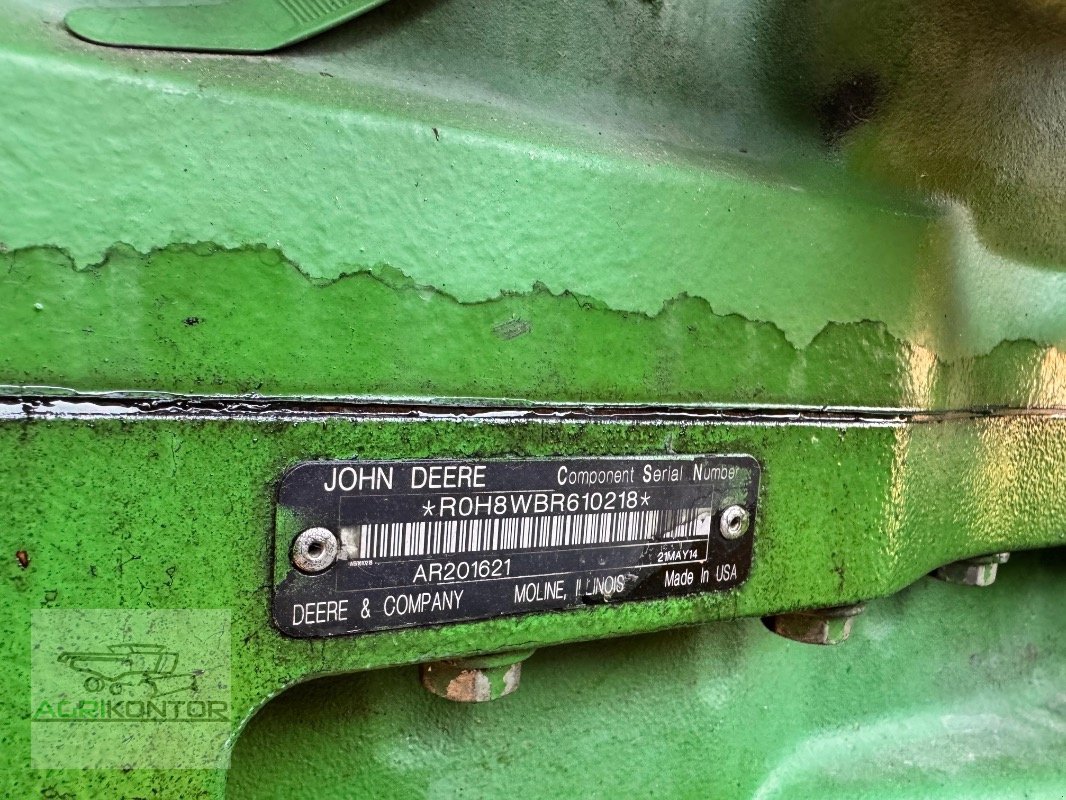 JOHN DEERE Component Serial Number
*R0H8WBR610218*
21MAY14
AR201621
DEERE & COMPANY MOLINE, ILLINOIS Made In USA
AGRIKONTOR